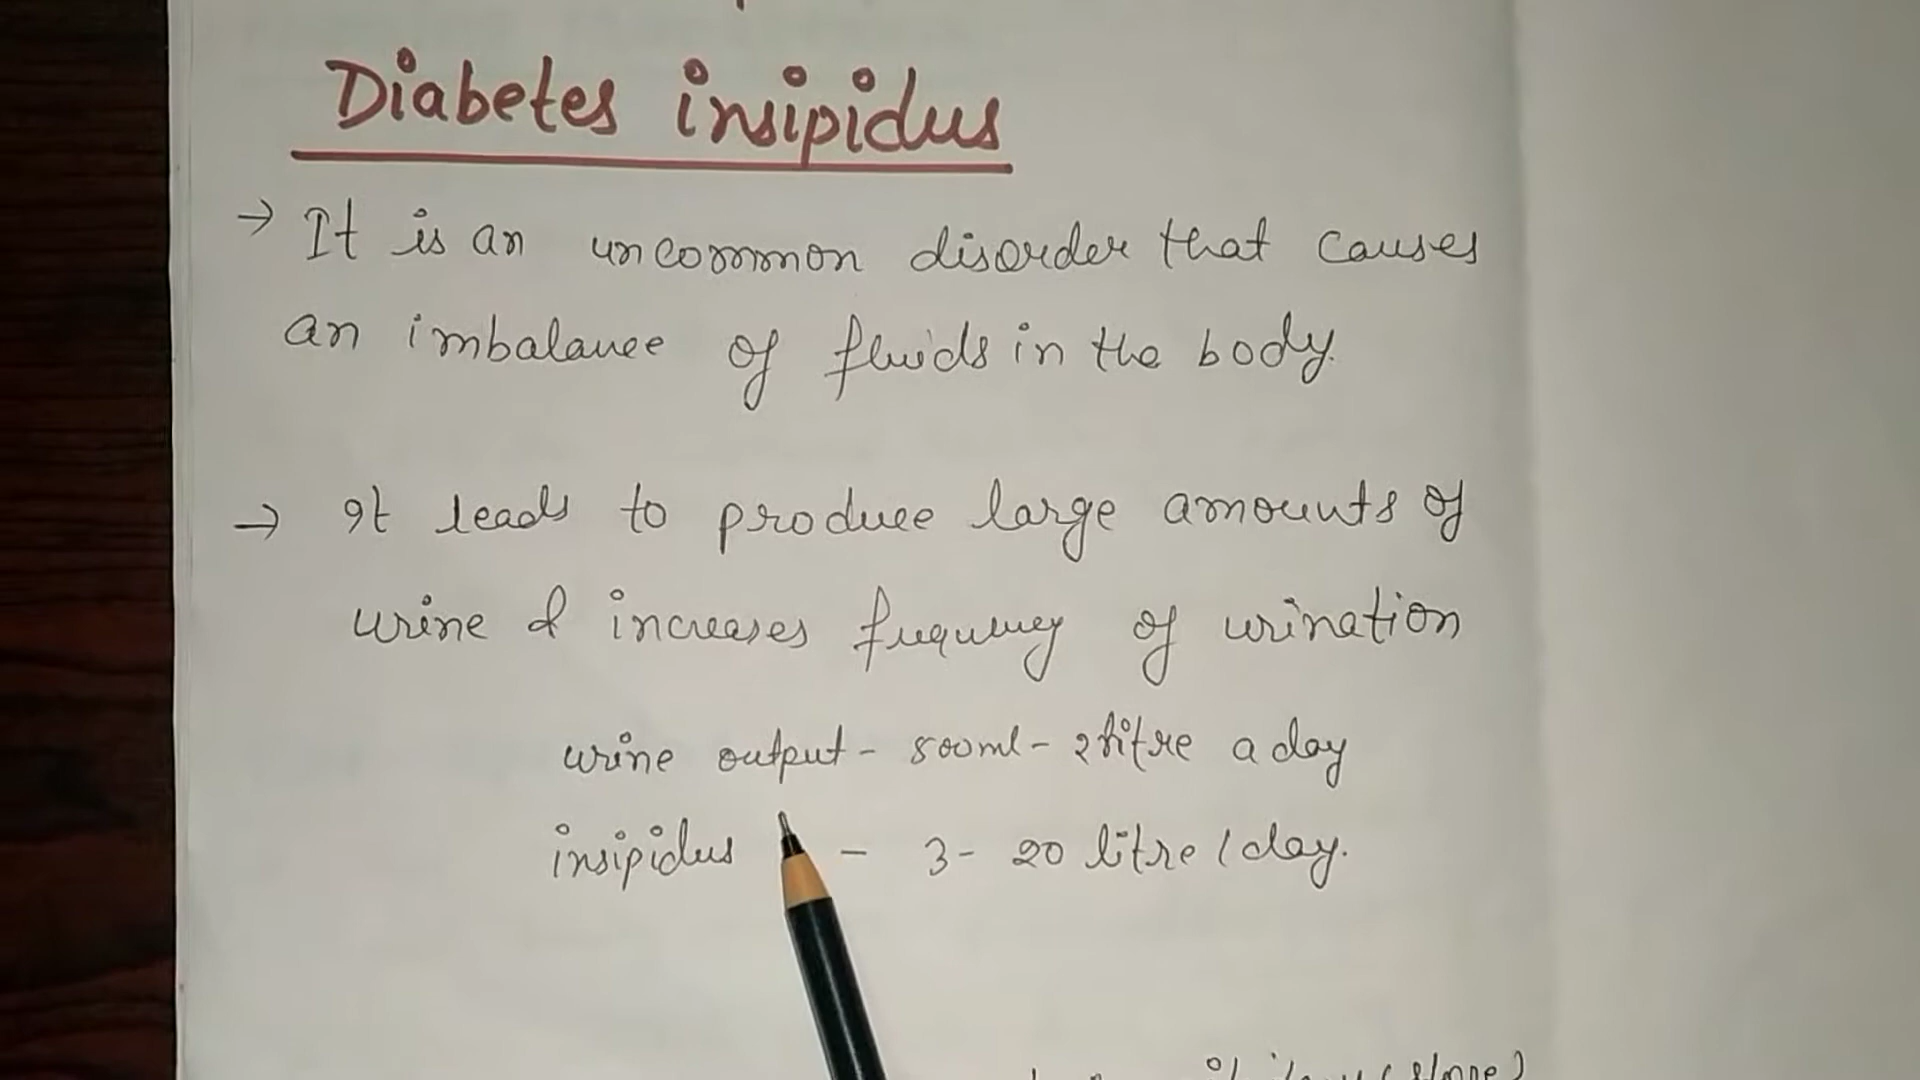 Diabetes insipidus
→ It is an uncommon disorder that causes
an imbalance of fluids in the body.
→ It leads to produce large amounts of
urine & increases frequency of urination
urine output - 500ml - 2litre a day
insipidus - 3 - 20 litre / day.